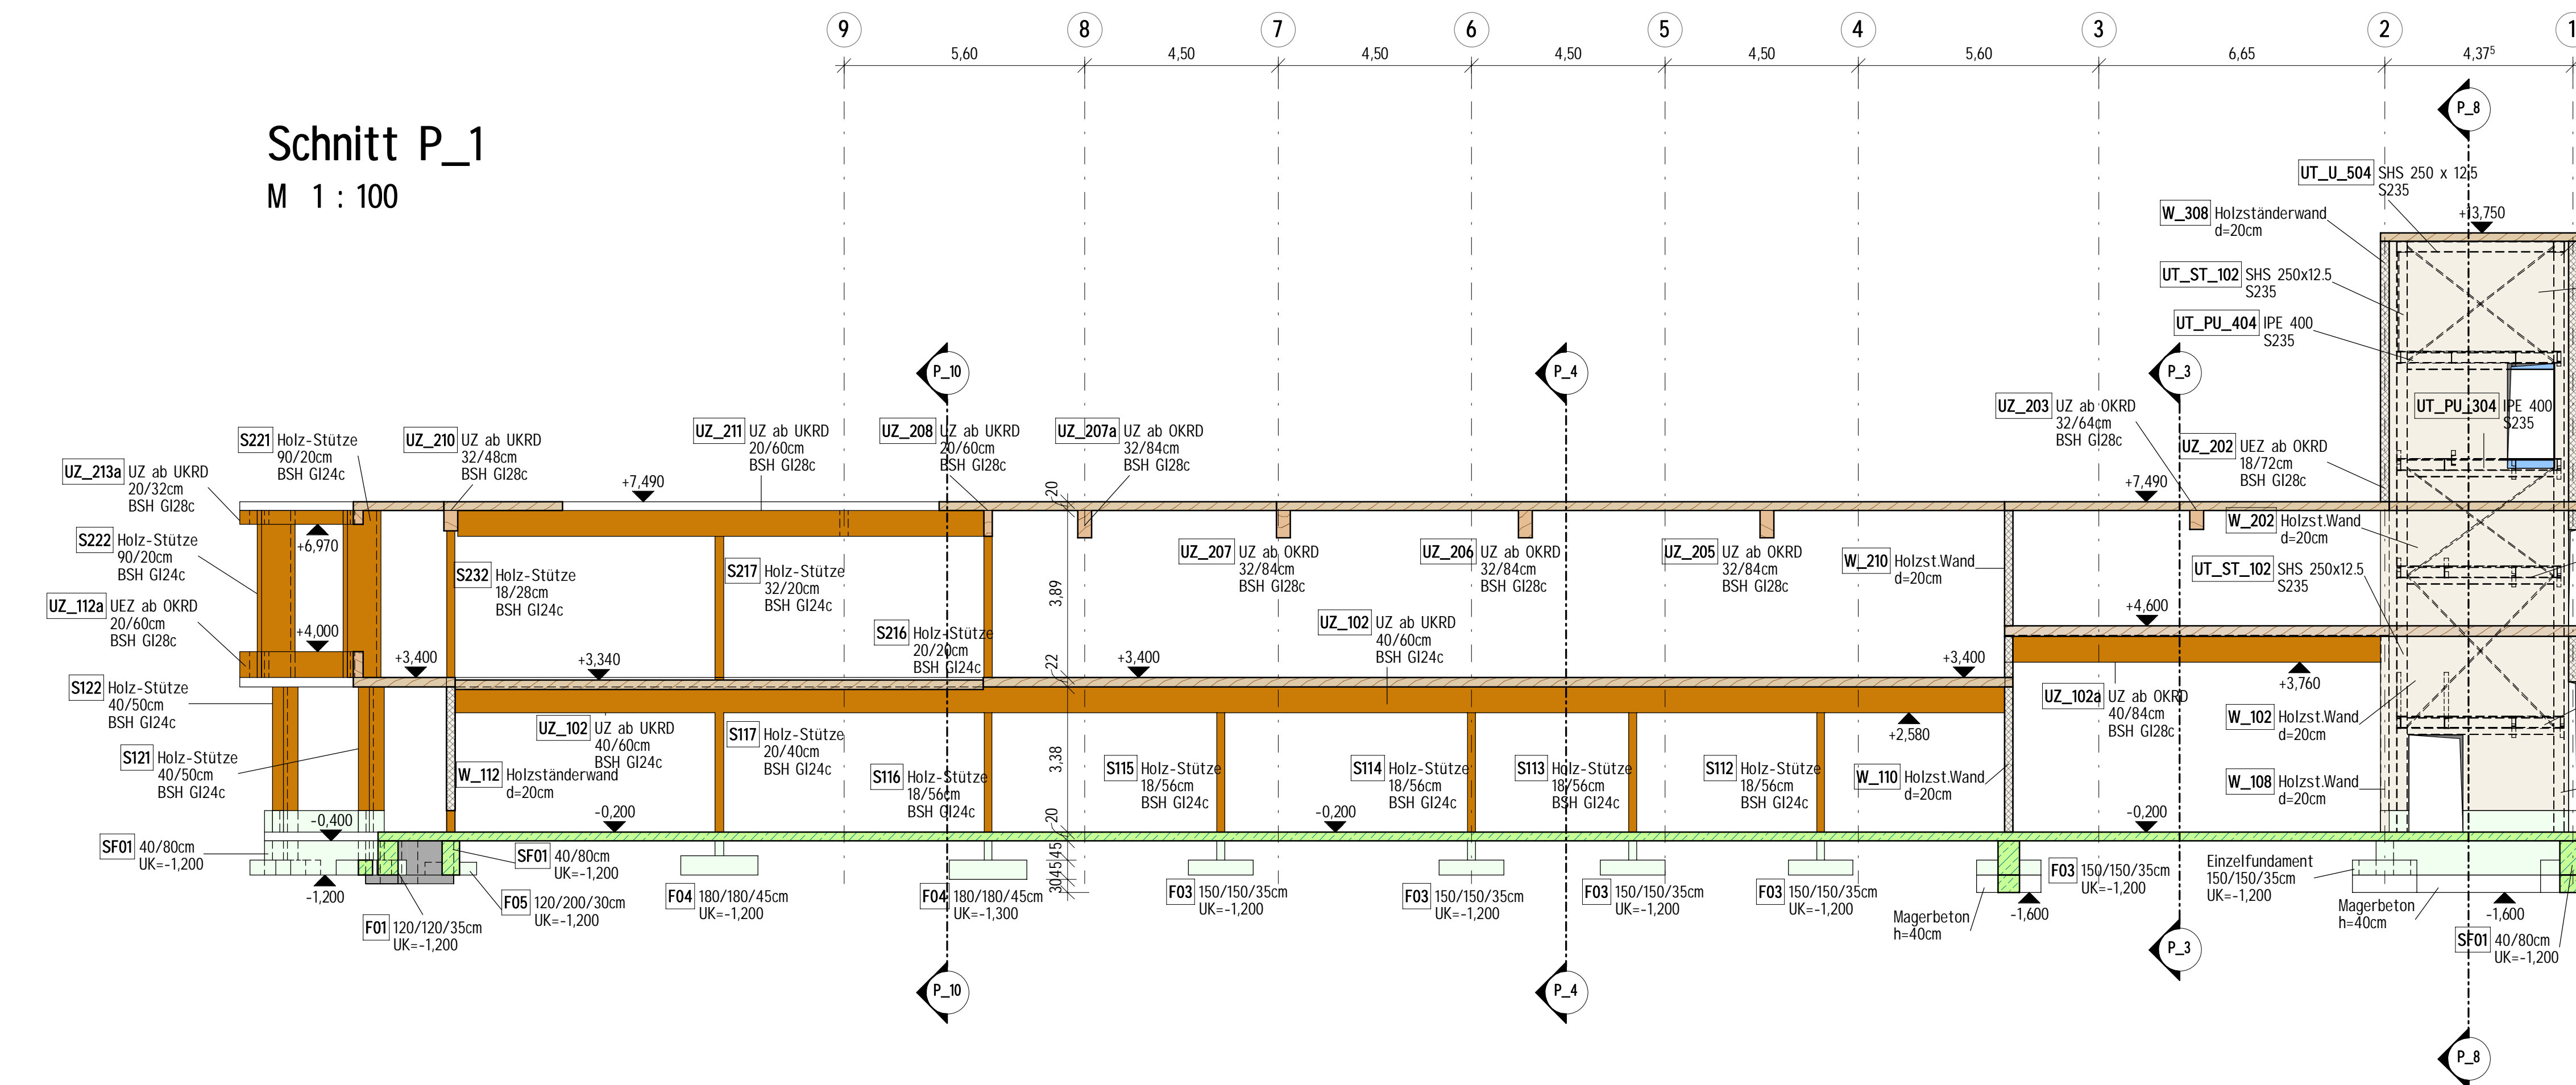 9
8
7
6
5
4
3
2
1
5,60
4,50
4,50
4,50
4,50
5,60
6,65
4,37⁵
Schnitt P_1
M 1 : 100
P_8
UT_U_504 SHS 250 x 12,5
S235
W_308 Holzständerwand
d=20cm
+13,750
UT_ST_102 SHS 250x12.5
S235
UT_PU_404 IPE 400
S235
P_10
P_4
P_3
UT_PU_304 IPE 400
S235
UZ_203 UZ ab OKRD
32/64cm
BSH Gl28c
UZ_202 UEZ ab OKRD
18/72cm
BSH Gl28c
S221 Holz-Stütze
90/20cm
BSH Gl24c
UZ_210 UZ ab UKRD
32/48cm
BSH Gl28c
UZ_211 UZ ab UKRD
20/60cm
BSH Gl28c
UZ_208 UZ ab UKRD
20/60cm
BSH Gl28c
UZ_207a UZ ab OKRD
32/84cm
BSH Gl28c
UZ_213a UZ ab UKRD
20/32cm
BSH Gl28c
+7,490
+7,490
20
S222 Holz-Stütze
90/20cm
BSH Gl24c
+6,970
UZ_207 UZ ab OKRD
32/84cm
BSH Gl28c
UZ_206 UZ ab OKRD
32/84cm
BSH Gl28c
UZ_205 UZ ab OKRD
32/84cm
BSH Gl28c
W_210 Holzst.Wand
d=20cm
W_202 Holzst.Wand
d=20cm
UT_ST_102 SHS 250x12.5
S235
S232 Holz-Stütze
18/28cm
BSH Gl24c
S217 Holz-Stütze
32/20cm
BSH Gl24c
3,89
UZ_112a UEZ ab OKRD
20/60cm
BSH Gl28c
+4,000
S216 Holz-Stütze
20/20cm
BSH Gl24c
UZ_102 UZ ab UKRD
40/60cm
BSH Gl24c
+4,600
+3,400
+3,340
22
+3,400
+3,400
S122 Holz-Stütze
40/50cm
BSH Gl24c
+3,760
UZ_102a UZ ab OKRD
40/84cm
BSH Gl28c
W_102 Holzst.Wand
d=20cm
UZ_102 UZ ab UKRD
40/60cm
BSH Gl24c
S117 Holz-Stütze
20/40cm
BSH Gl24c
+2,580
3,38
S121 Holz-Stütze
40/50cm
BSH Gl24c
W_112 Holzständerwand
d=20cm
S116 Holz-Stütze
18/56cm
BSH Gl24c
S115 Holz-Stütze
18/56cm
BSH Gl24c
S114 Holz-Stütze
18/56cm
BSH Gl24c
S113 Holz-Stütze
18/56cm
BSH Gl24c
S112 Holz-Stütze
18/56cm
BSH Gl24c
W_110 Holzst.Wand
d=20cm
W_108 Holzst.Wand
d=20cm
-0,400
-0,200
20
-0,200
-0,200
SF01 40/80cm
UK=-1,200
SF01 40/80cm
UK=-1,200
45
45
30
-1,200
F05 120/200/30cm
UK=-1,200
F01 120/120/35cm
UK=-1,200
F04 180/180/45cm
UK=-1,200
F04 180/180/45cm
UK=-1,300
F03 150/150/35cm
UK=-1,200
F03 150/150/35cm
UK=-1,200
F03 150/150/35cm
UK=-1,200
F03 150/150/35cm
UK=-1,200
F03 150/150/35cm
UK=-1,200
Einzelfundament
150/150/35cm
UK=-1,200
Magerbeton
h=40cm
-1,600
Magerbeton
h=40cm
-1,600
SF01 40/80cm
UK=-1,200
P_10
P_4
P_3
P_8